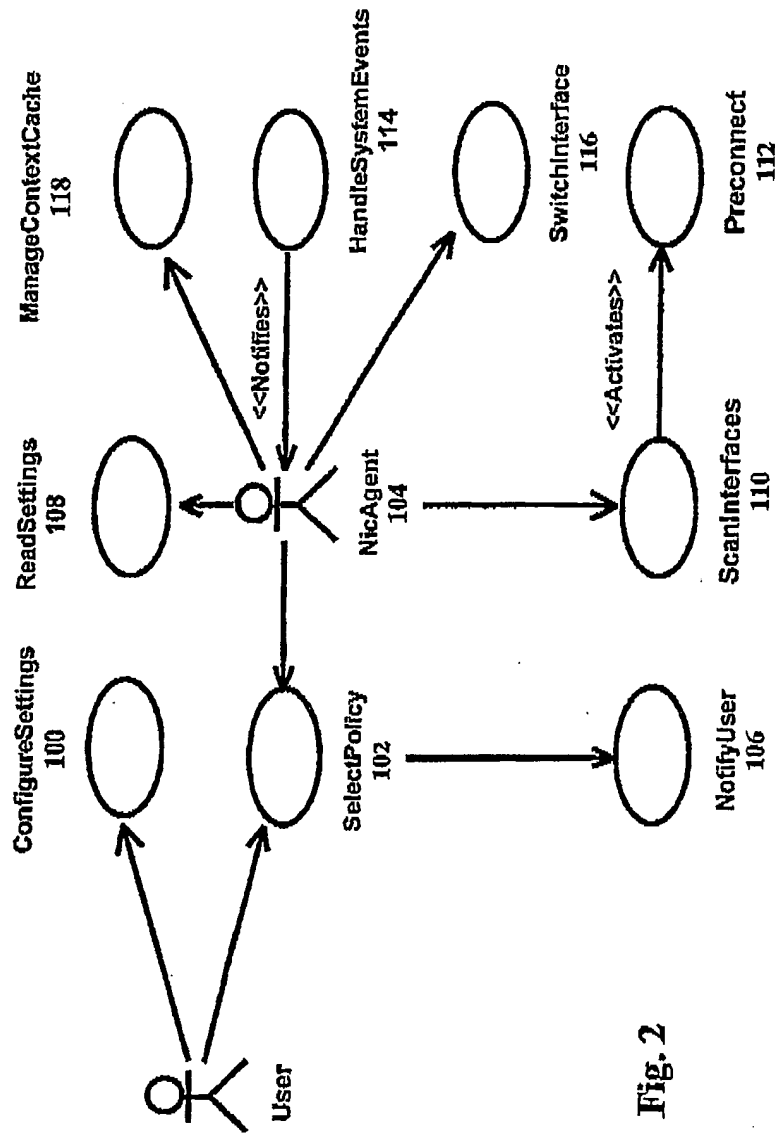 ConfigureSettings
100
ReadSettings
108
ManageContextCache
118
<<Notifies>>
HandleSystemEvents
114
User
SelectPolicy
102
NicAgent
104
SwitchInterface
116
<<Activates>>
NotifyUser
106
ScanInterfaces
110
Preconnect
112
Fig. 2